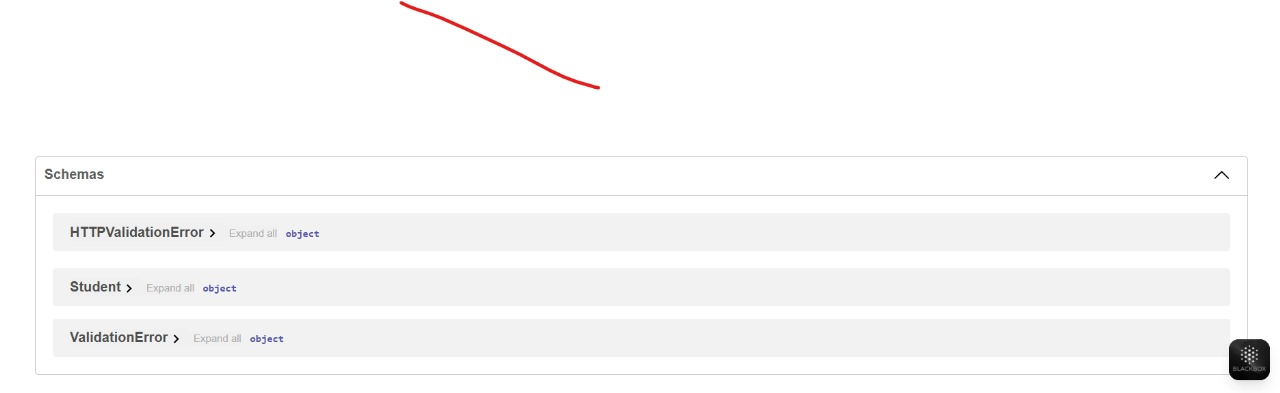 Schemas
HTTPValidationError Expand all object
Student Expand all object
ValidationError Expand all object
BLACKBOX